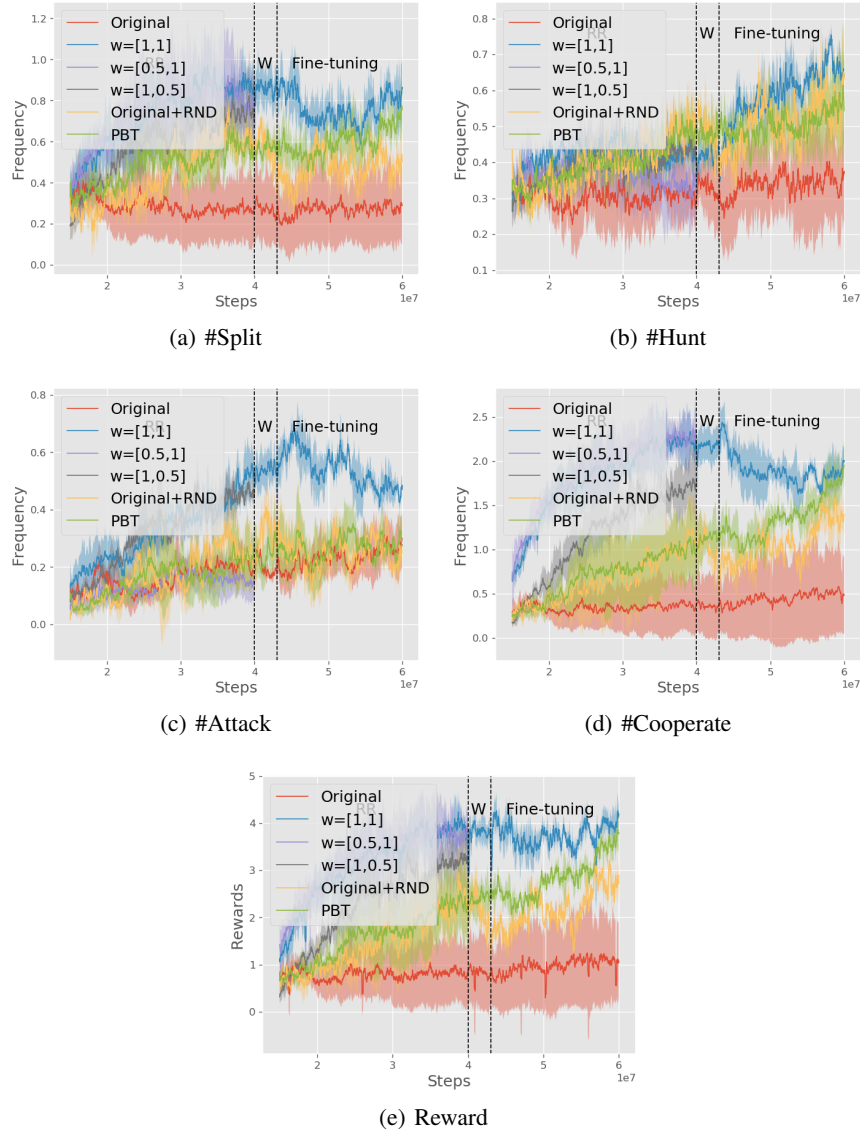 Original
w=[1,1]
w=[0.5,1]
w=[1,0.5]
Original+RND
PBT
RR
W
Fine-tuning
Frequency
1.2
1.0
0.8
0.6
0.4
0.2
0.0
2
3
4
5
6
1e7
Steps
(a) #Split
Original
w=[1,1]
w=[0.5,1]
w=[1,0.5]
Original+RND
PBT
RR
W
Fine-tuning
Frequency
0.8
0.7
0.6
0.5
0.4
0.3
0.2
0.1
2
3
4
5
6
1e7
Steps
(b) #Hunt
Original
w=[1,1]
w=[0.5,1]
w=[1,0.5]
Original+RND
PBT
RR
W
Fine-tuning
Frequency
0.8
0.6
0.4
0.2
0.0
2
3
4
5
6
1e7
Steps
(c) #Attack
Original
w=[1,1]
w=[0.5,1]
w=[1,0.5]
Original+RND
PBT
RR
W
Fine-tuning
Frequency
2.5
2.0
1.5
1.0
0.5
0.0
2
3
4
5
6
1e7
Steps
(d) #Cooperate
Original
w=[1,1]
w=[0.5,1]
w=[1,0.5]
Original+RND
PBT
RR
W
Fine-tuning
Rewards
5
4
3
2
1
0
2
3
4
5
6
1e7
Steps
(e) Reward